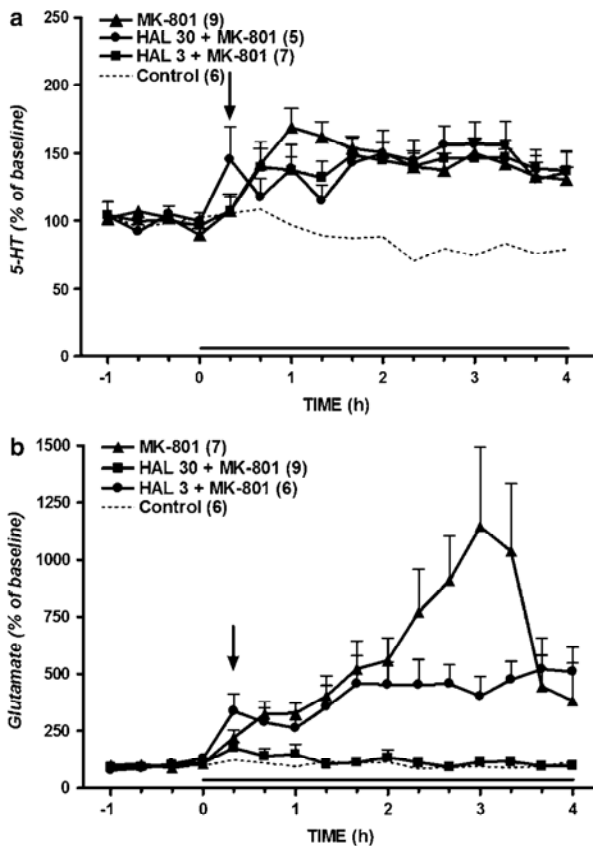 a
MK-801 (9)
HAL 30 + MK-801 (5)
HAL 3 + MK-801 (7)
Control (6)
5-HT (% of baseline)
250
200
150
100
50
0
-1 0 1 2 3 4
TIME (h)
b
MK-801 (7)
HAL 30 + MK-801 (9)
HAL 3 + MK-801 (6)
Control (6)
Glutamate (% of baseline)
1500
1250
1000
750
500
250
0
-1 0 1 2 3 4
TIME (h)